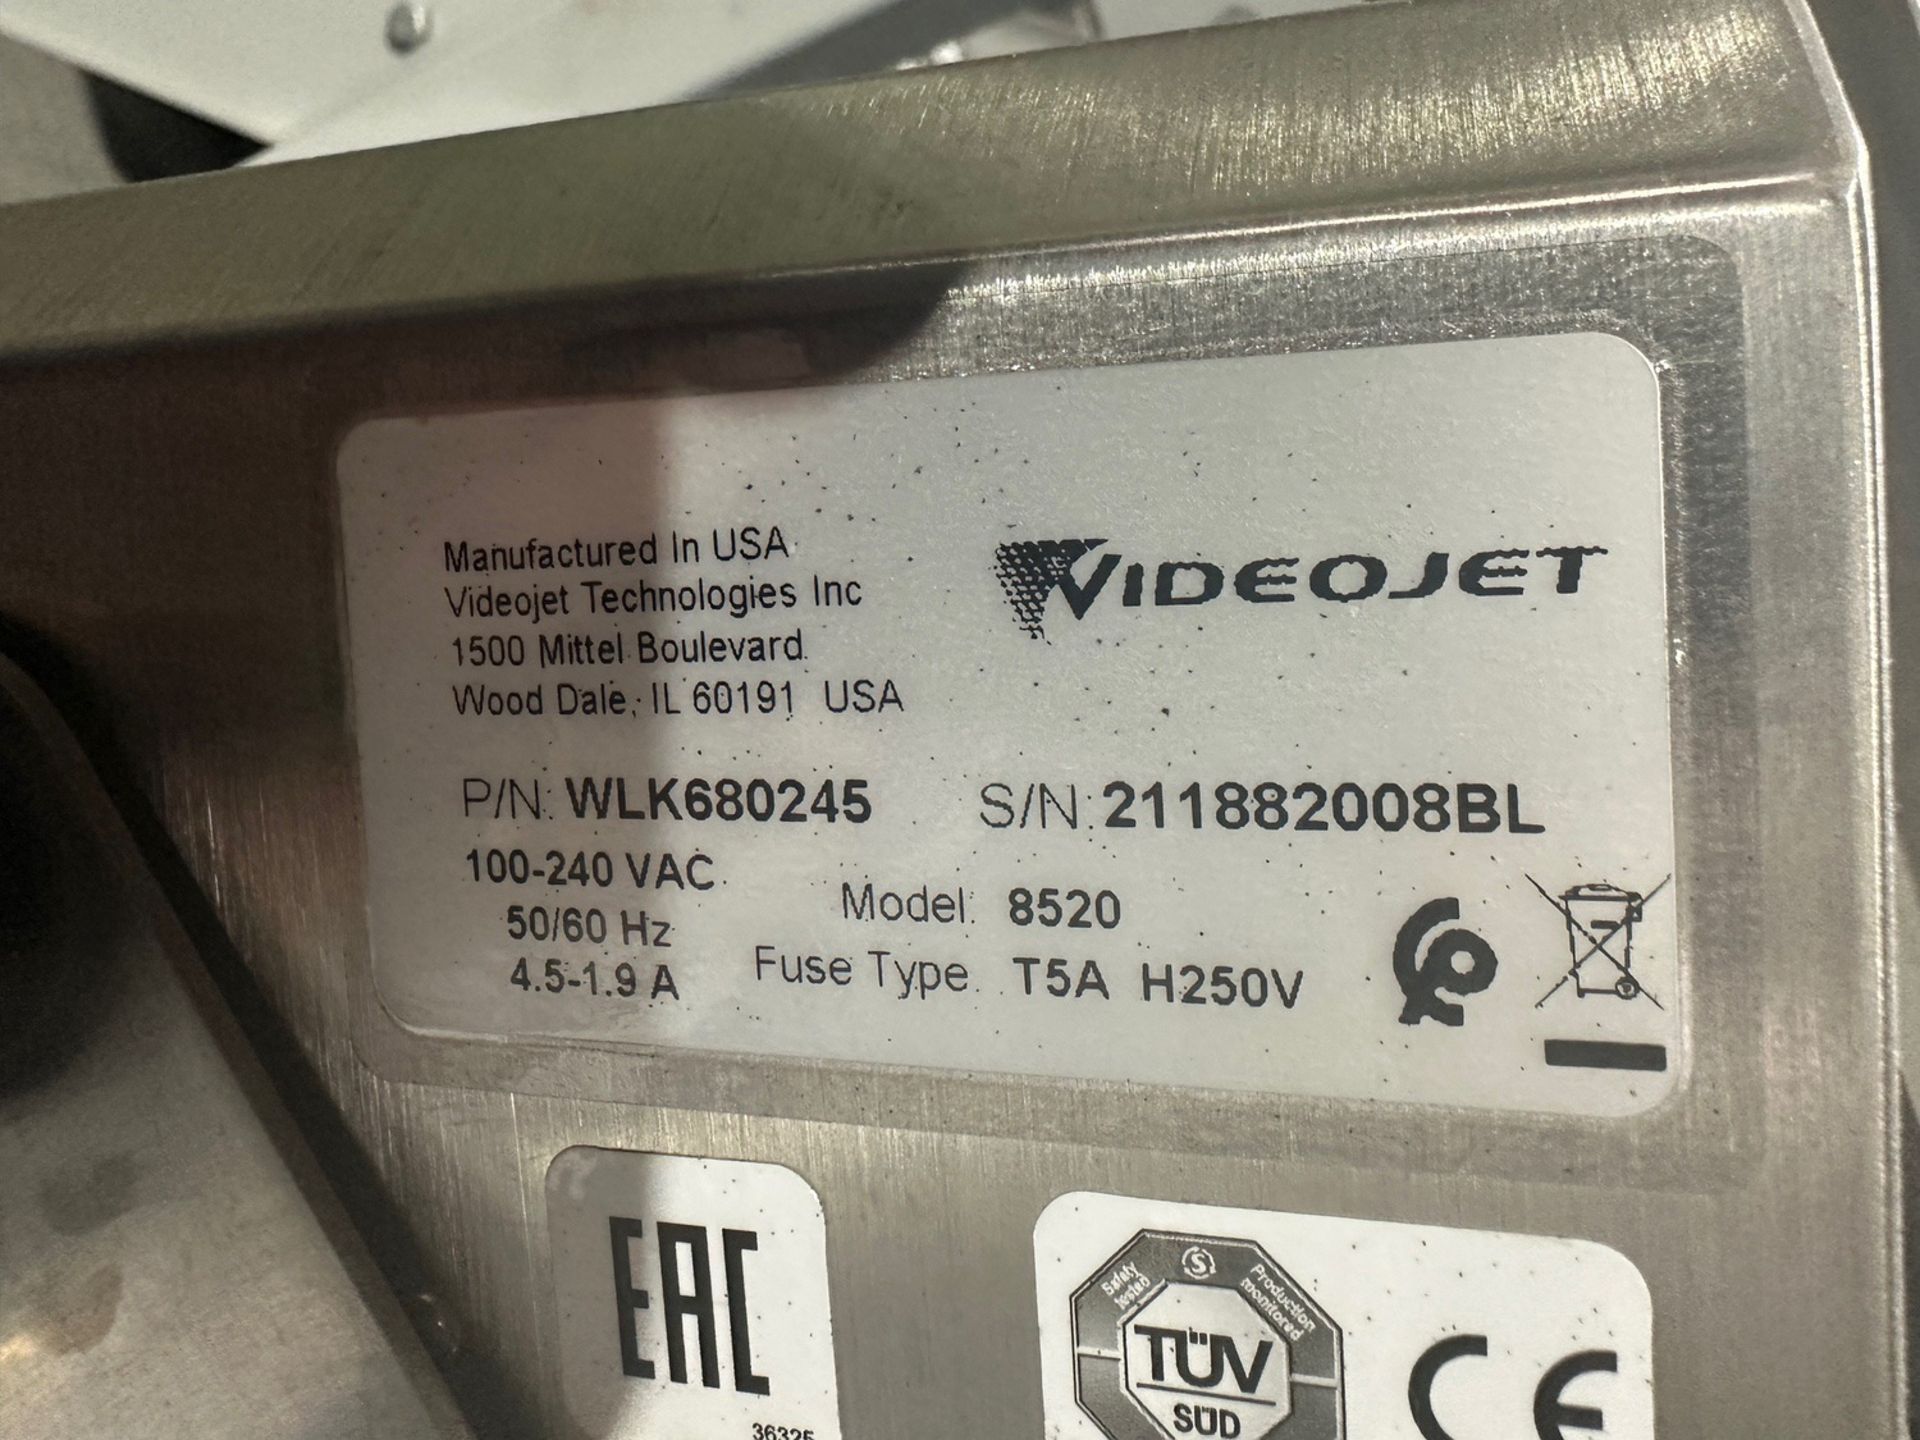 Manufactured In USA
Videojet Technologies Inc
1500 Mittel Boulevard
Wood Dale, IL 60191 USA
VIDEOJET
P/N: WLK680245 S/N: 211882008BL
100-240 VAC
50/60 Hz
4.5-1.9 A
Model: 8520
Fuse Type: T5A H250V
EAC
36325
Safety tested
S
Production monitored
TÜV
SÜD
CE